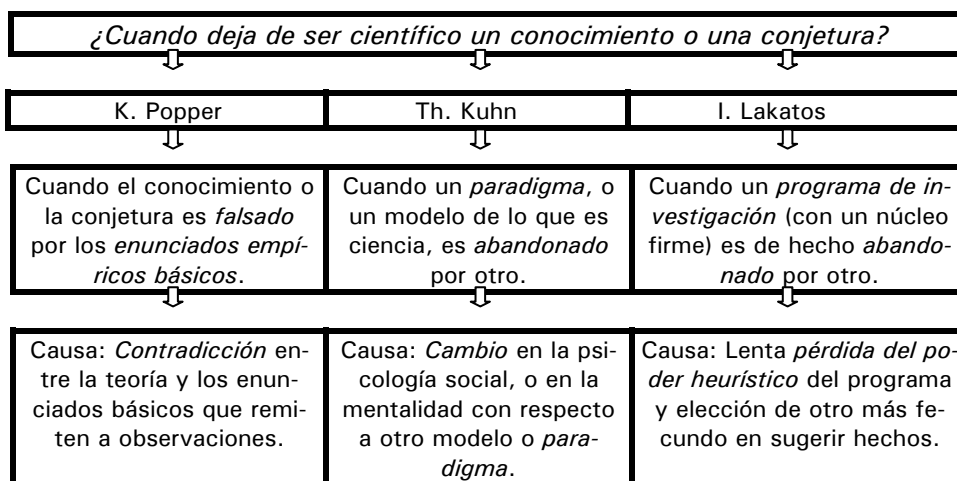 ¿Cuando deja de ser científico un conocimiento o una conjetura?
K. Popper
Th. Kuhn
I. Lakatos
Cuando el conocimiento o
la conjetura es falsado
por los enunciados empí-
ricos básicos.
Cuando un paradigma, o
un modelo de lo que es
ciencia, es abandonado
por otro.
Cuando un programa de in-
vestigación (con un núcleo
firme) es de hecho abando-
nado por otro.
Causa: Contradicción en-
tre la teoría y los enun-
ciados básicos que remi-
ten a observaciones.
Causa: Cambio en la psi-
cología social, o en la
mentalidad con respecto
a otro modelo o para-
digma.
Causa: Lenta pérdida del po-
der heurístico del programa
y elección de otro más fe-
cundo en sugerir hechos.